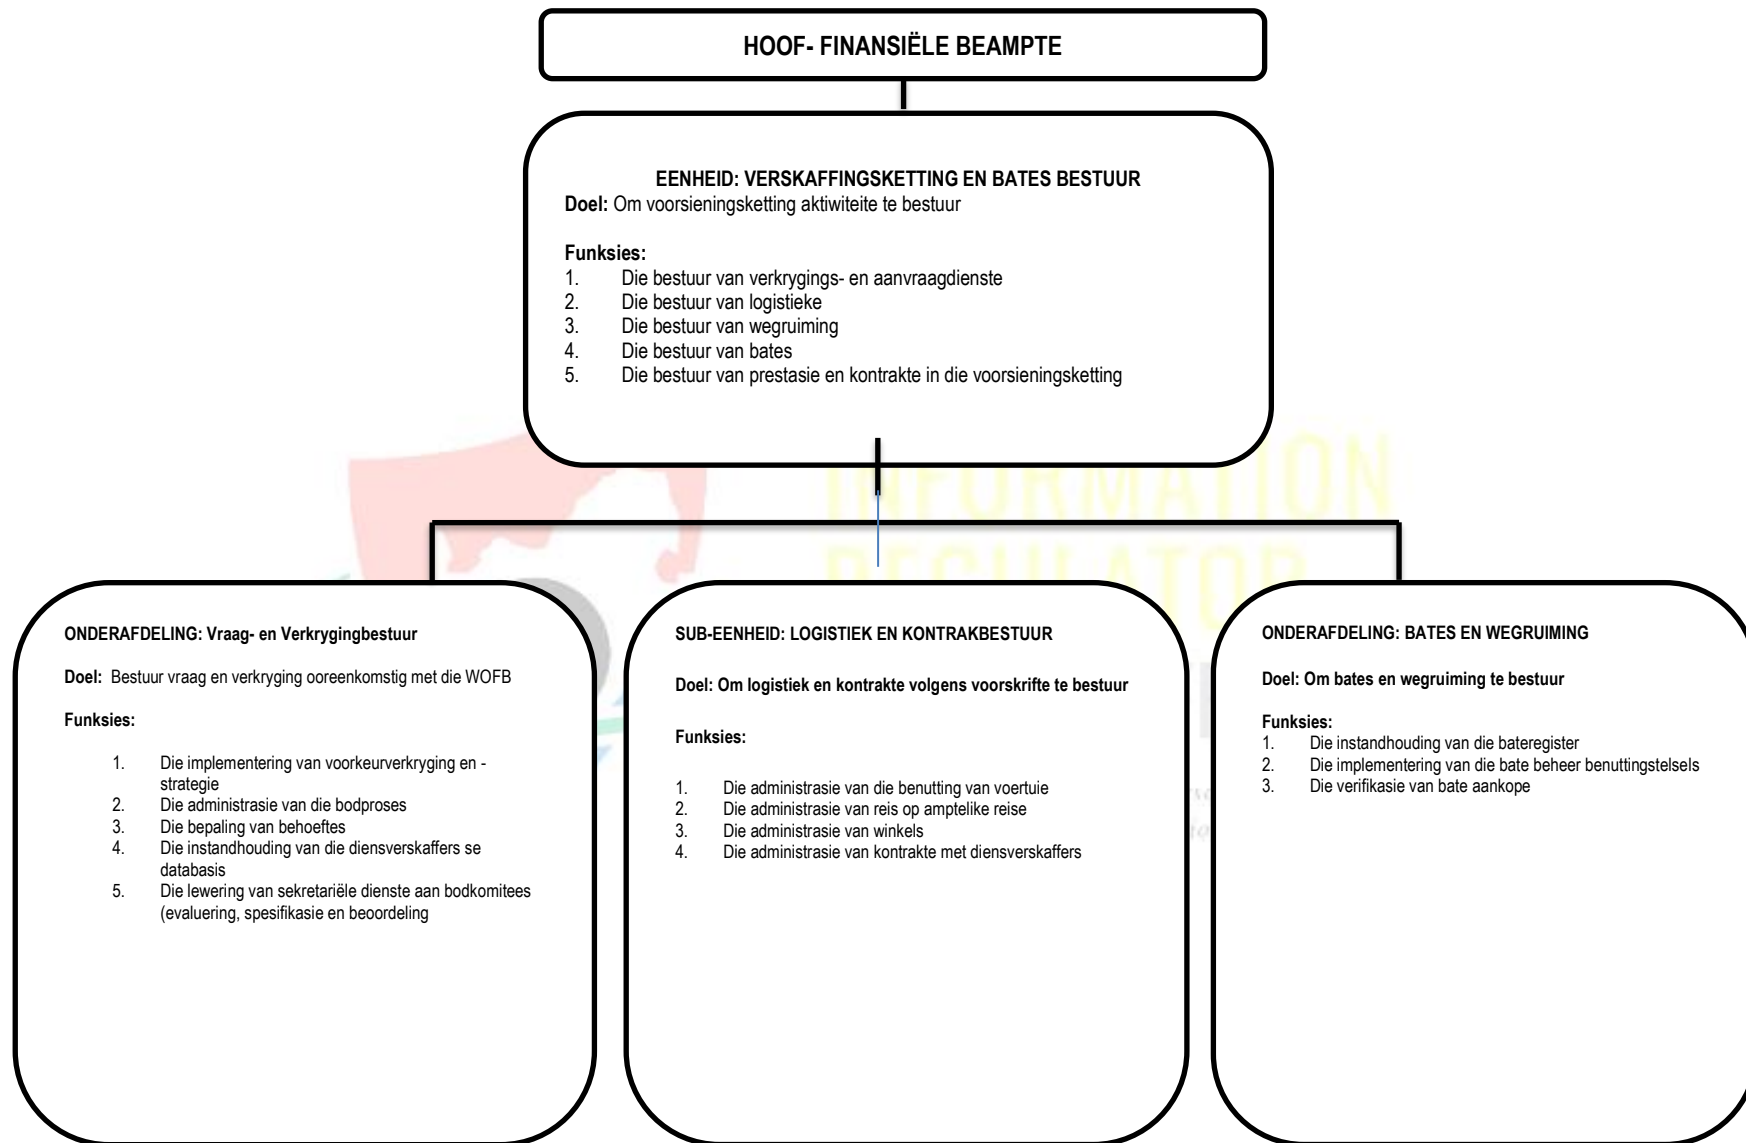 HOOF- FINANSIËLE BEAMPTE
EENHEID: VERSKAFFINGSKETTING EN BATES BESTUUR
Doel: Om voorsieningsketting aktiwiteite te bestuur
Funksies:
1. Die bestuur van verkrygings- en aanvraagdienste
2. Die bestuur van logistieke
3. Die bestuur van wegruiming
4. Die bestuur van bates
5. Die bestuur van prestasie en kontrakte in die voorsieningsketting
INFORMATION
REGULATOR
ONDERAFDELING: Vraag- en Verkrygingbestuur
Doel: Bestuur vraag en verkryging ooreenkomstig met die WOFB
Funksies:
1. Die implementering van voorkeurverkryging en -
strategie
2. Die administrasie van die bodproses
3. Die bepaling van behoeftes
4. Die instandhouding van die diensverskaffers se
databasis
5. Die lewering van sekretariële dienste aan bodkomitees
(evaluering, spesifikasie en beoordeling
SUB-EENHEID: LOGISTIEK EN KONTRAKBESTUUR
Doel: Om logistiek en kontrakte volgens voorskrifte te bestuur
Funksies:
1. Die administrasie van die benutting van voertuie
2. Die administrasie van reis op amptelike reise
3. Die administrasie van winkels
4. Die administrasie van kontrakte met diensverskaffers
ONDERAFDELING: BATES EN WEGRUIMING
Doel: Om bates en wegruiming te bestuur
Funksies:
1. Die instandhouding van die bateregister
2. Die implementering van die bate beheer benuttingstelsels
3. Die verifikasie van bate aankope